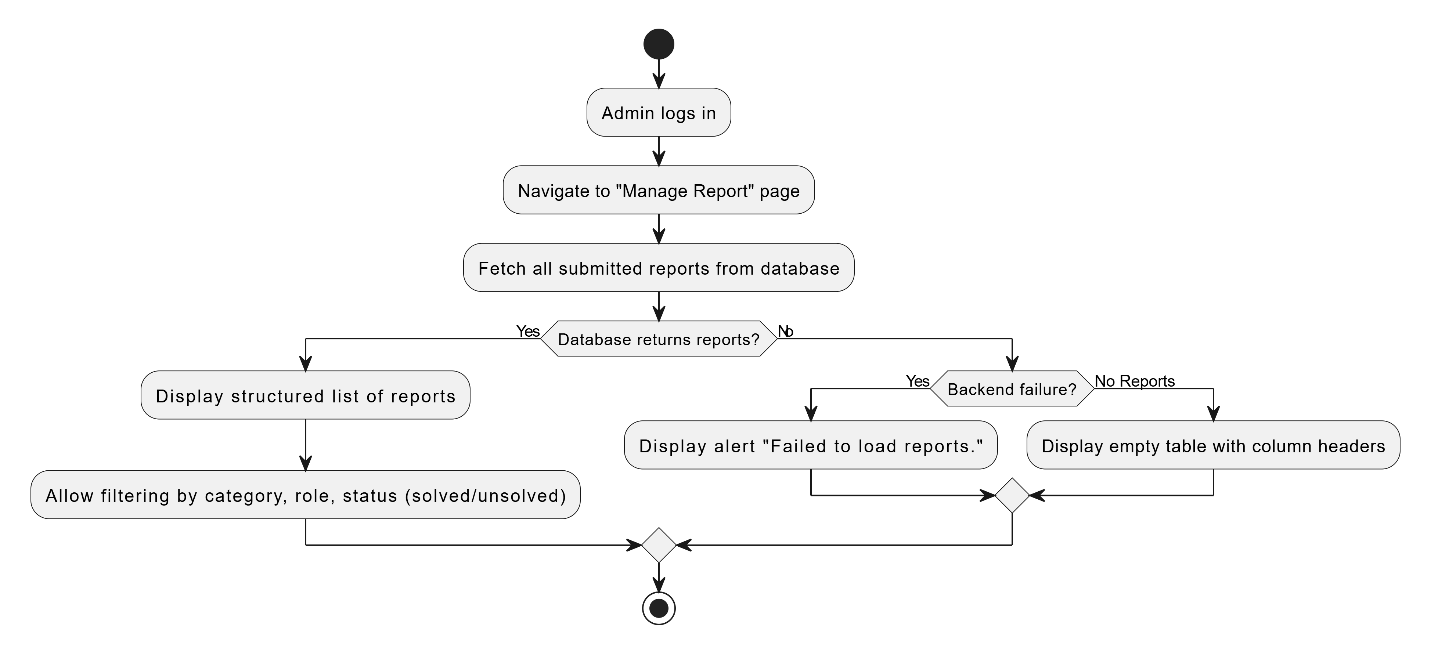 Admin logs in
Navigate to "Manage Report" page
Fetch all submitted reports from database
Yes
Database returns reports?
No
Display structured list of reports
Yes
Backend failure?
No Reports
Display alert "Failed to load reports."
Display empty table with column headers
Allow filtering by category, role, status (solved/unsolved)